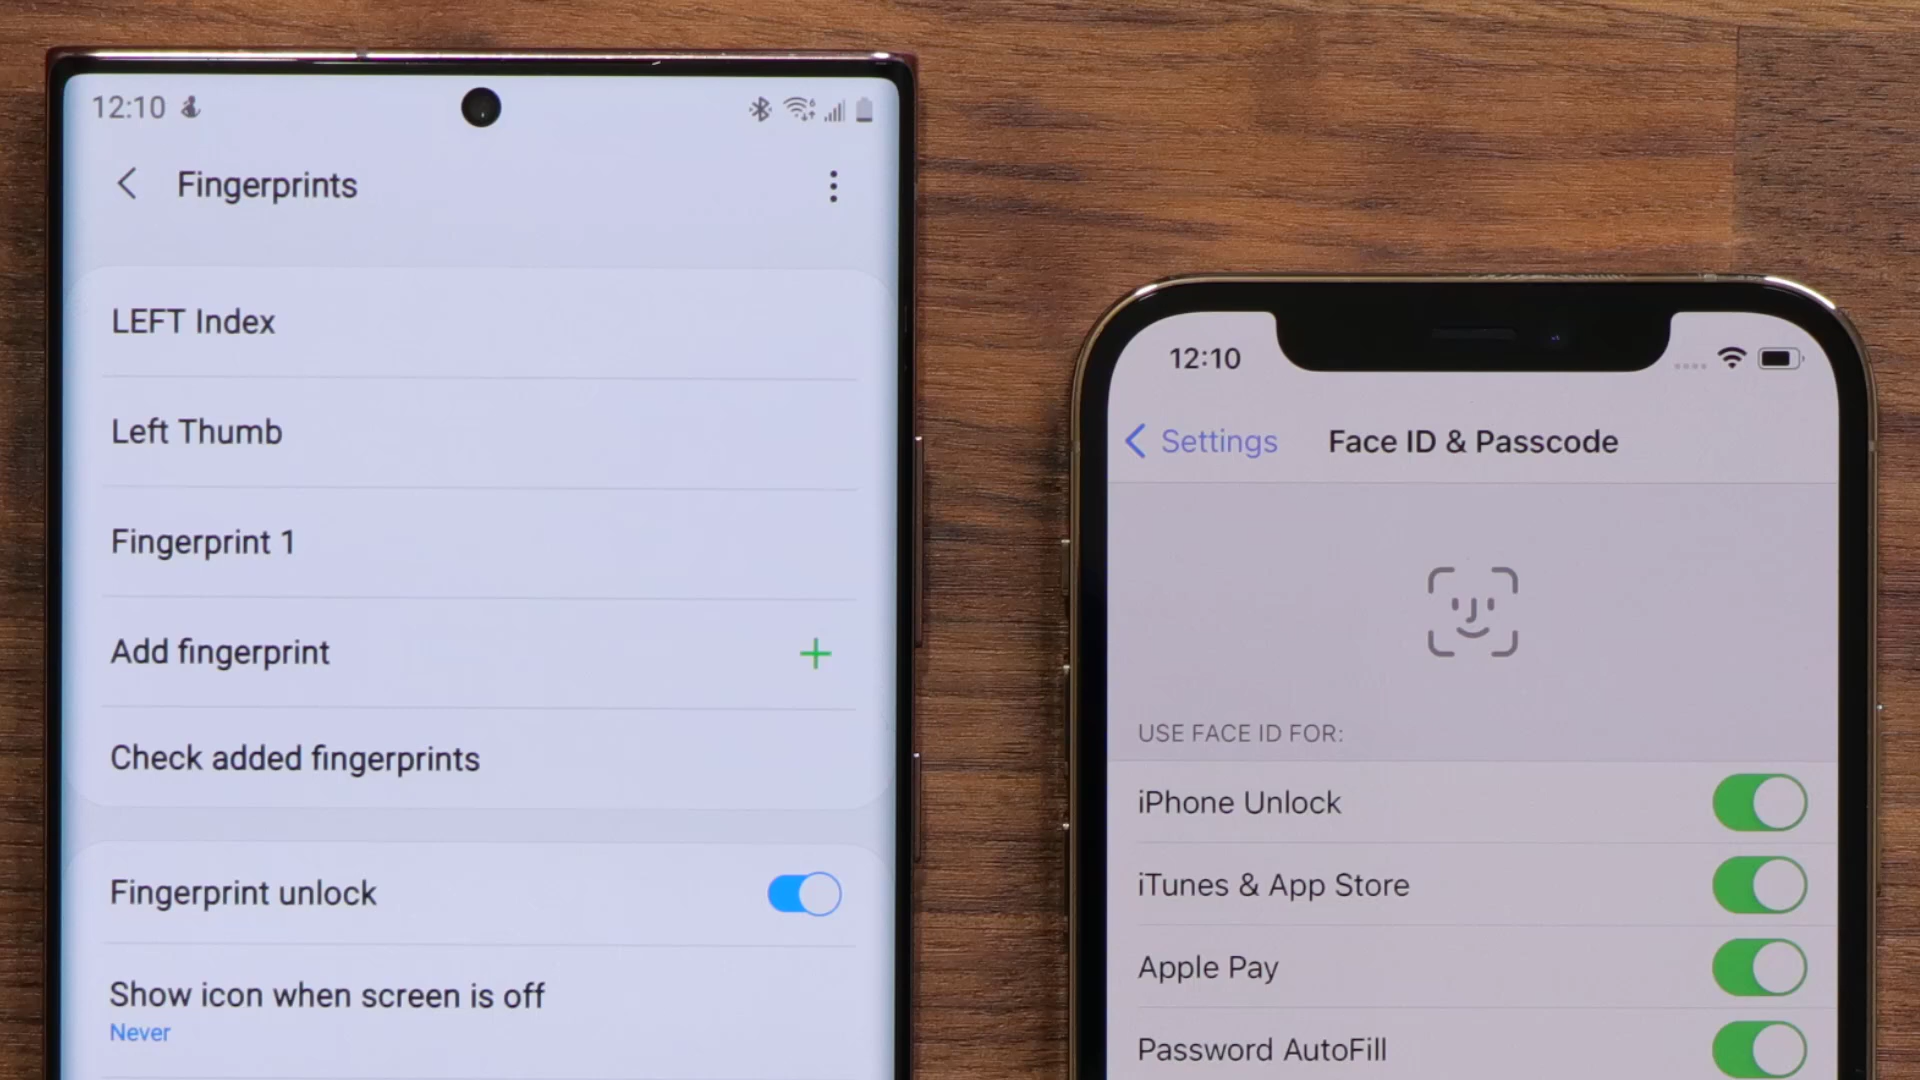 12:10
Fingerprints
LEFT Index
Left Thumb
Fingerprint 1
Add fingerprint
Check added fingerprints
Fingerprint unlock
Show icon when screen is off
Never
12:10
Settings
Face ID & Passcode
USE FACE ID FOR:
iPhone Unlock
iTunes & App Store
Apple Pay
Password AutoFill